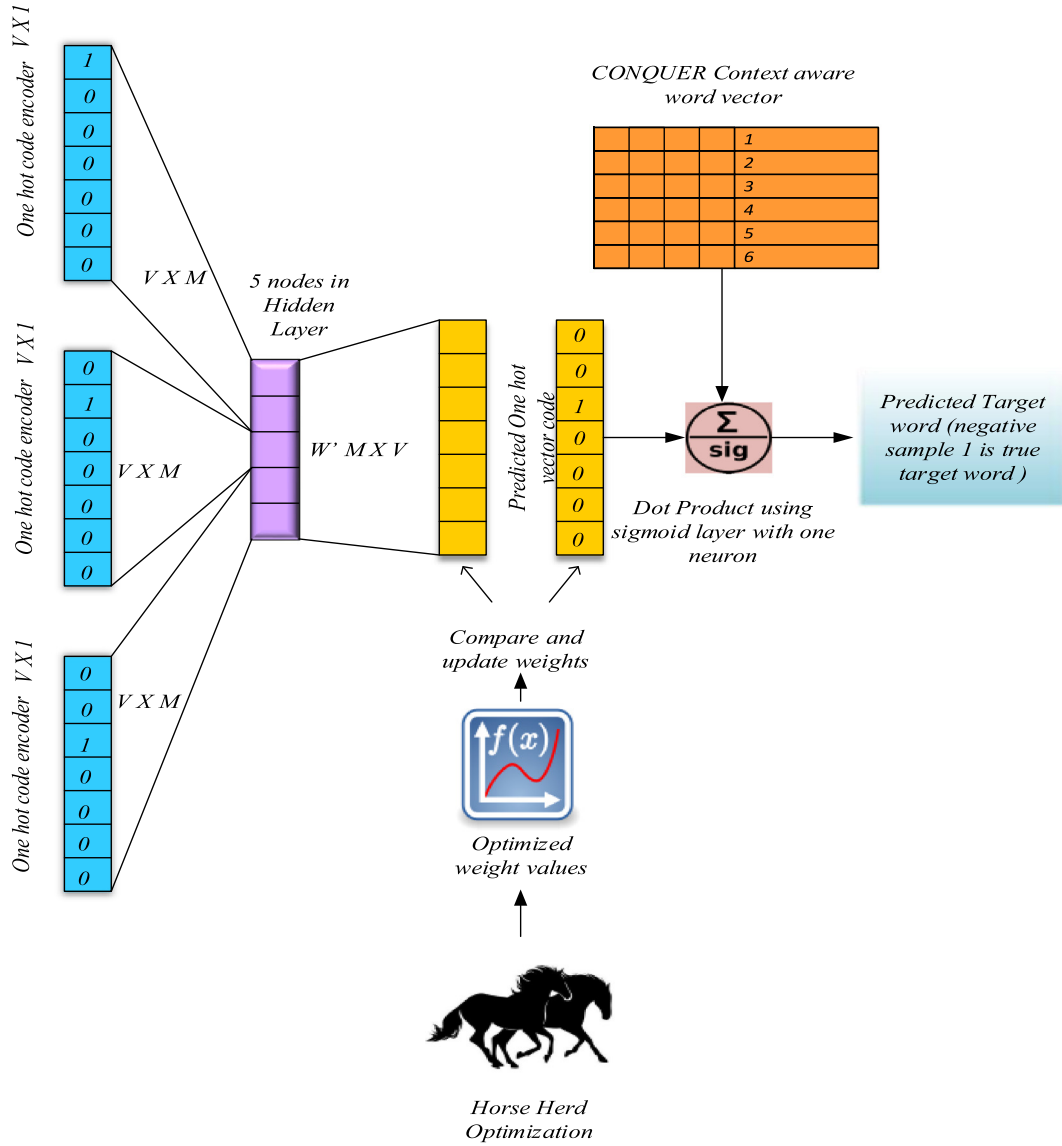 One hot code encoder V X 1
1
0
0
0
0
0
0
V X M
One hot code encoder V X 1
0
1
0
0
0
0
0
V X M
One hot code encoder V X 1
0
0
1
0
0
0
0
V X M
5 nodes in
Hidden
Layer
W' M X V
Predicted One hot
vector code
0
0
1
0
0
0
0
CONQUER Context aware
word vector
1
2
3
4
5
6
Σ
sig
Dot Product using
sigmoid layer with one
neuron
Predicted Target
word (negative
sample 1 is true
target word )
Compare and
update weights
f(x)
Optimized
weight values
Horse Herd
Optimization